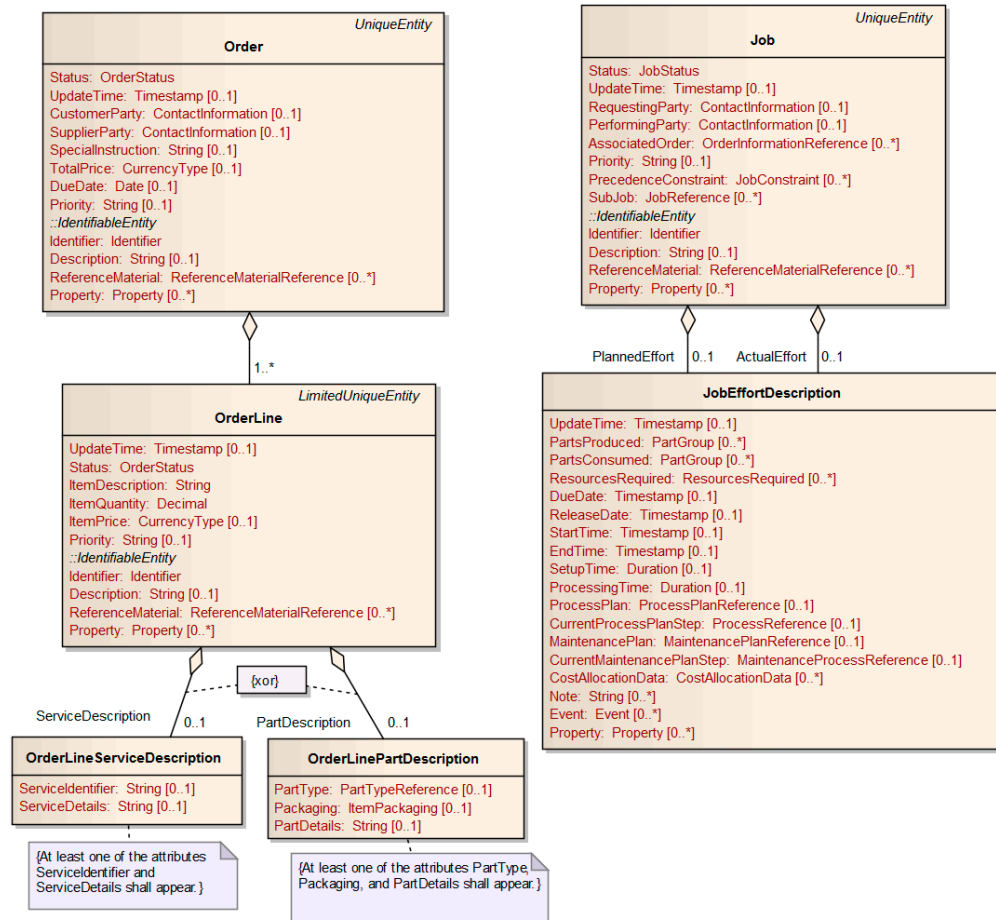 UniqueEntity
Order
Status: OrderStatus
UpdateTime: Timestamp [0..1]
CustomerParty: ContactInformation [0..1]
SupplierParty: ContactInformation [0..1]
SpecialInstruction: String [0..1]
TotalPrice: CurrencyType [0..1]
DueDate: Date [0..1]
Priority: String [0..1]
::IdentifiableEntity
Identifier: Identifier
Description: String [0..1]
ReferenceMaterial: ReferenceMaterialReference [0..*]
Property: Property [0..*]
1..*
LimitedUniqueEntity
OrderLine
UpdateTime: Timestamp [0..1]
Status: OrderStatus
ItemDescription: String
ItemQuantity: Decimal
ItemPrice: CurrencyType [0..1]
Priority: String [0..1]
::IdentifiableEntity
Identifier: Identifier
Description: String [0..1]
ReferenceMaterial: ReferenceMaterialReference [0..*]
Property: Property [0..*]
{xor}
ServiceDescription
0..1
PartDescription
0..1
OrderLineServiceDescription
ServiceIdentifier: String [0..1]
ServiceDetails: String [0..1]
{At least one of the attributes
ServiceIdentifier and
ServiceDetails shall appear.}
OrderLinePartDescription
PartType: PartTypeReference [0..1]
Packaging: ItemPackaging [0..1]
PartDetails: String [0..1]
{At least one of the attributes PartType,
Packaging, and PartDetails shall appear.}
UniqueEntity
Job
Status: JobStatus
UpdateTime: Timestamp [0..1]
RequestingParty: ContactInformation [0..1]
PerformingParty: ContactInformation [0..1]
AssociatedOrder: OrderInformationReference [0..*]
Priority: String [0..1]
PrecedenceConstraint: JobConstraint [0..*]
SubJob: JobReference [0..*]
::IdentifiableEntity
Identifier: Identifier
Description: String [0..1]
ReferenceMaterial: ReferenceMaterialReference [0..*]
Property: Property [0..*]
PlannedEffort
0..1
ActualEffort
0..1
JobEffortDescription
UpdateTime: Timestamp [0..1]
PartsProduced: PartGroup [0..*]
PartsConsumed: PartGroup [0..*]
ResourcesRequired: ResourcesRequired [0..*]
DueDate: Timestamp [0..1]
ReleaseDate: Timestamp [0..1]
StartTime: Timestamp [0..1]
EndTime: Timestamp [0..1]
SetupTime: Duration [0..1]
ProcessingTime: Duration [0..1]
ProcessPlan: ProcessPlanReference [0..1]
CurrentProcessPlanStep: ProcessReference [0..1]
MaintenancePlan: MaintenancePlanReference [0..1]
CurrentMaintenancePlanStep: MaintenanceProcessReference [0..1]
CostAllocationData: CostAllocationData [0..*]
Note: String [0..*]
Event: Event [0..*]
Property: Property [0..*]